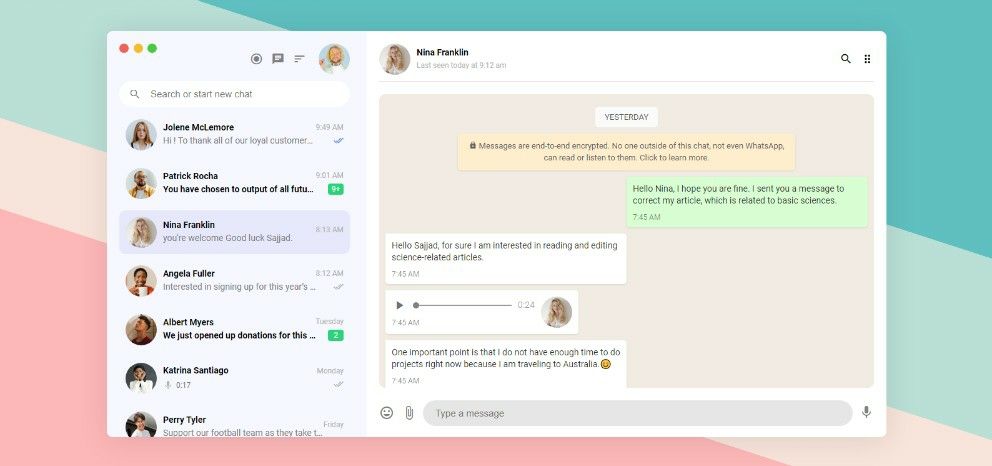 Search or start new chat
Jolene McLemore
9:49 AM
Hi ! To thank all of our loyal customer...
Patrick Rocha
9:01 AM
You have chosen to output of all futu...
9+
Nina Franklin
8:13 AM
you're welcome Good luck Sajjad.
Angela Fuller
8:12 AM
Interested in signing up for this year's ...
Albert Myers
Tuesday
We just opened up donations for this ...
2
Katrina Santiago
Monday
0:17
Perry Tyler
Friday
Support our football team as they take t...
Nina Franklin
Last seen today at 9:12 am
YESTERDAY
Messages are end-to-end encrypted. No one outside of this chat, not even WhatsApp,
can read or listen to them. Click to learn more.
Hello Nina, I hope you are fine. I sent you a message to
correct my article, which is related to basic sciences.
7:45 AM
Hello Sajjad, for sure I am interested in reading and editing
science-related articles.
7:45 AM
0:24
7:45 AM
One important point is that I do not have enough time to do
projects right now because I am traveling to Australia.😊
7:45 AM
Type a message